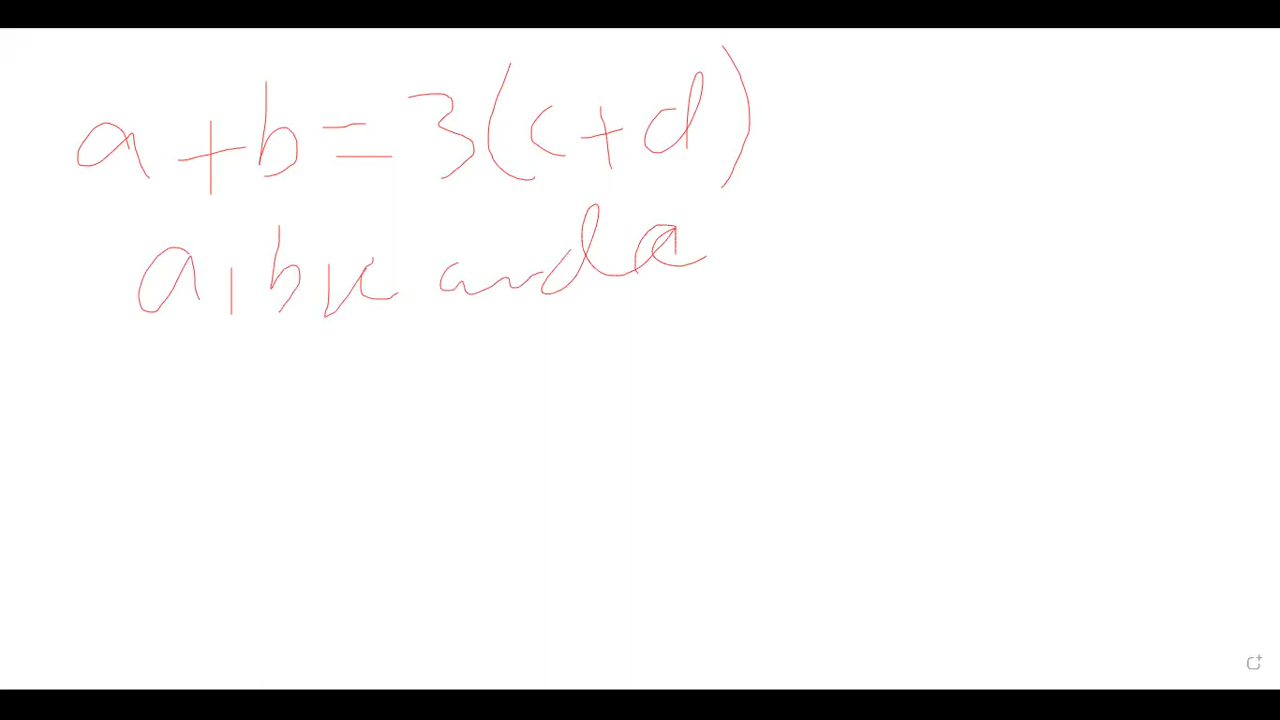 a+b=3(c+d)
a, b, c and